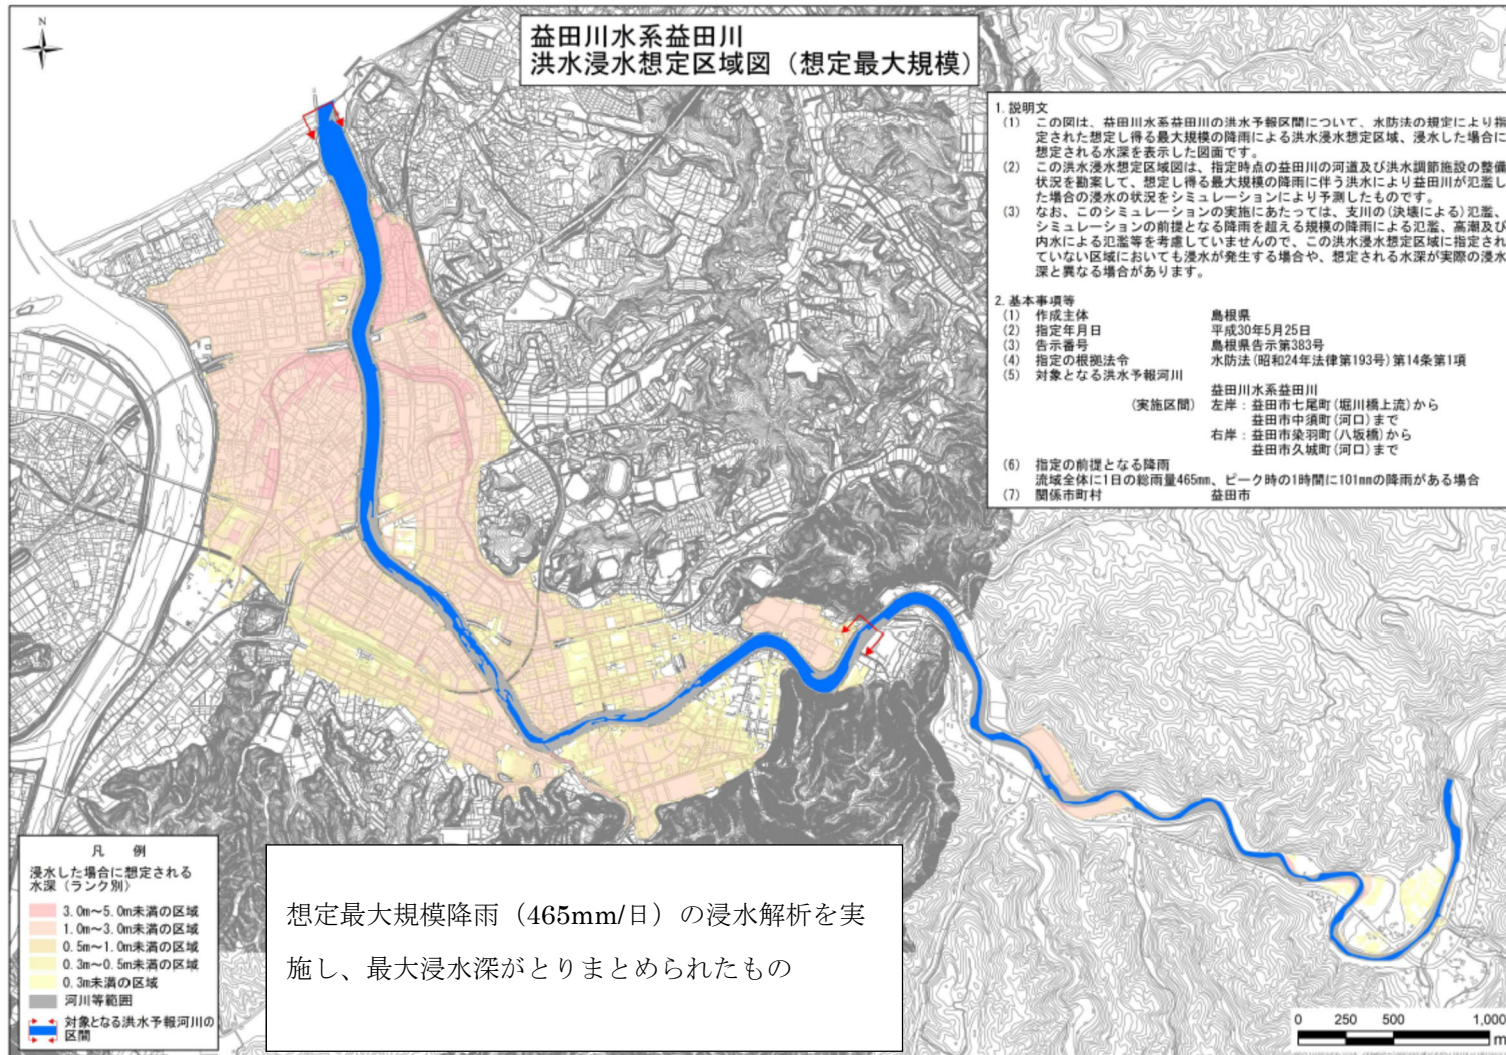 N
益田川水系益田川
洪水浸水想定区域図（想定最大規模）
1. 説明文
(1) この図は、益田川水系益田川の洪水予報区間について、水防法の規定により指
定された想定し得る最大規模の降雨による洪水浸水想定区域、浸水した場合に
想定される水深を表示した図面です。
(2) この洪水浸水想定区域図は、指定時点の益田川の河道及び洪水調節施設の整備
状況を勘案して、想定し得る最大規模の降雨に伴う洪水により益田川が氾濫し
た場合の浸水の状況をシミュレーションにより予測したものです。
(3) なお、このシミュレーションの実施にあたっては、支川の(決壊による)氾濫、
シミュレーションの前提となる降雨を超える規模の降雨による氾濫、高潮及び
内水による氾濫等を考慮していませんので、この洪水浸水想定区域に指定され
ていない区域においても浸水が発生する場合や、想定される水深が実際の浸水
深と異なる場合があります。
2. 基本事項等
(1) 作成主体 島根県
(2) 指定年月日 平成30年5月25日
(3) 告示番号 島根県告示第383号
(4) 指定の根拠法令 水防法(昭和24年法律第193号)第14条第1項
(5) 対象となる洪水予報河川
益田川水系益田川
(実施区間) 左岸：益田市七尾町(堀川橋上流)から
益田市中須町(河口)まで
右岸：益田市染羽町(八坂橋)から
益田市久城町(河口)まで
(6) 指定の前提となる降雨
流域全体に1日の総雨量465mm、ピーク時の1時間に101mmの降雨がある場合
(7) 関係市町村 益田市
凡 例
浸水した場合に想定される
水深（ランク別）
3.0m～5.0m未満の区域
1.0m～3.0m未満の区域
0.5m～1.0m未満の区域
0.3m～0.5m未満の区域
0.3m未満の区域
河川等範囲
対象となる洪水予報河川の
区間
想定最大規模降雨（465mm/日）の浸水解析を実
施し、最大浸水深がとりまとめられたもの
0 250 500 1,000
m